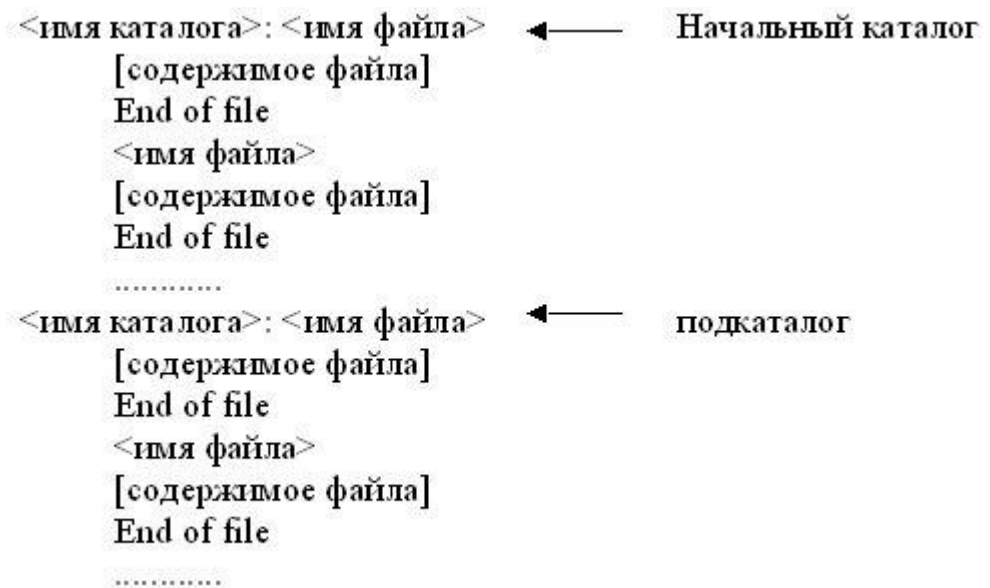 <имя каталога>: <имя файла> Начальный каталог
[содержимое файла]
End of file
<имя файла>
[содержимое файла]
End of file
............
<имя каталога>: <имя файла> подкаталог
[содержимое файла]
End of file
<имя файла>
[содержимое файла]
End of file
............